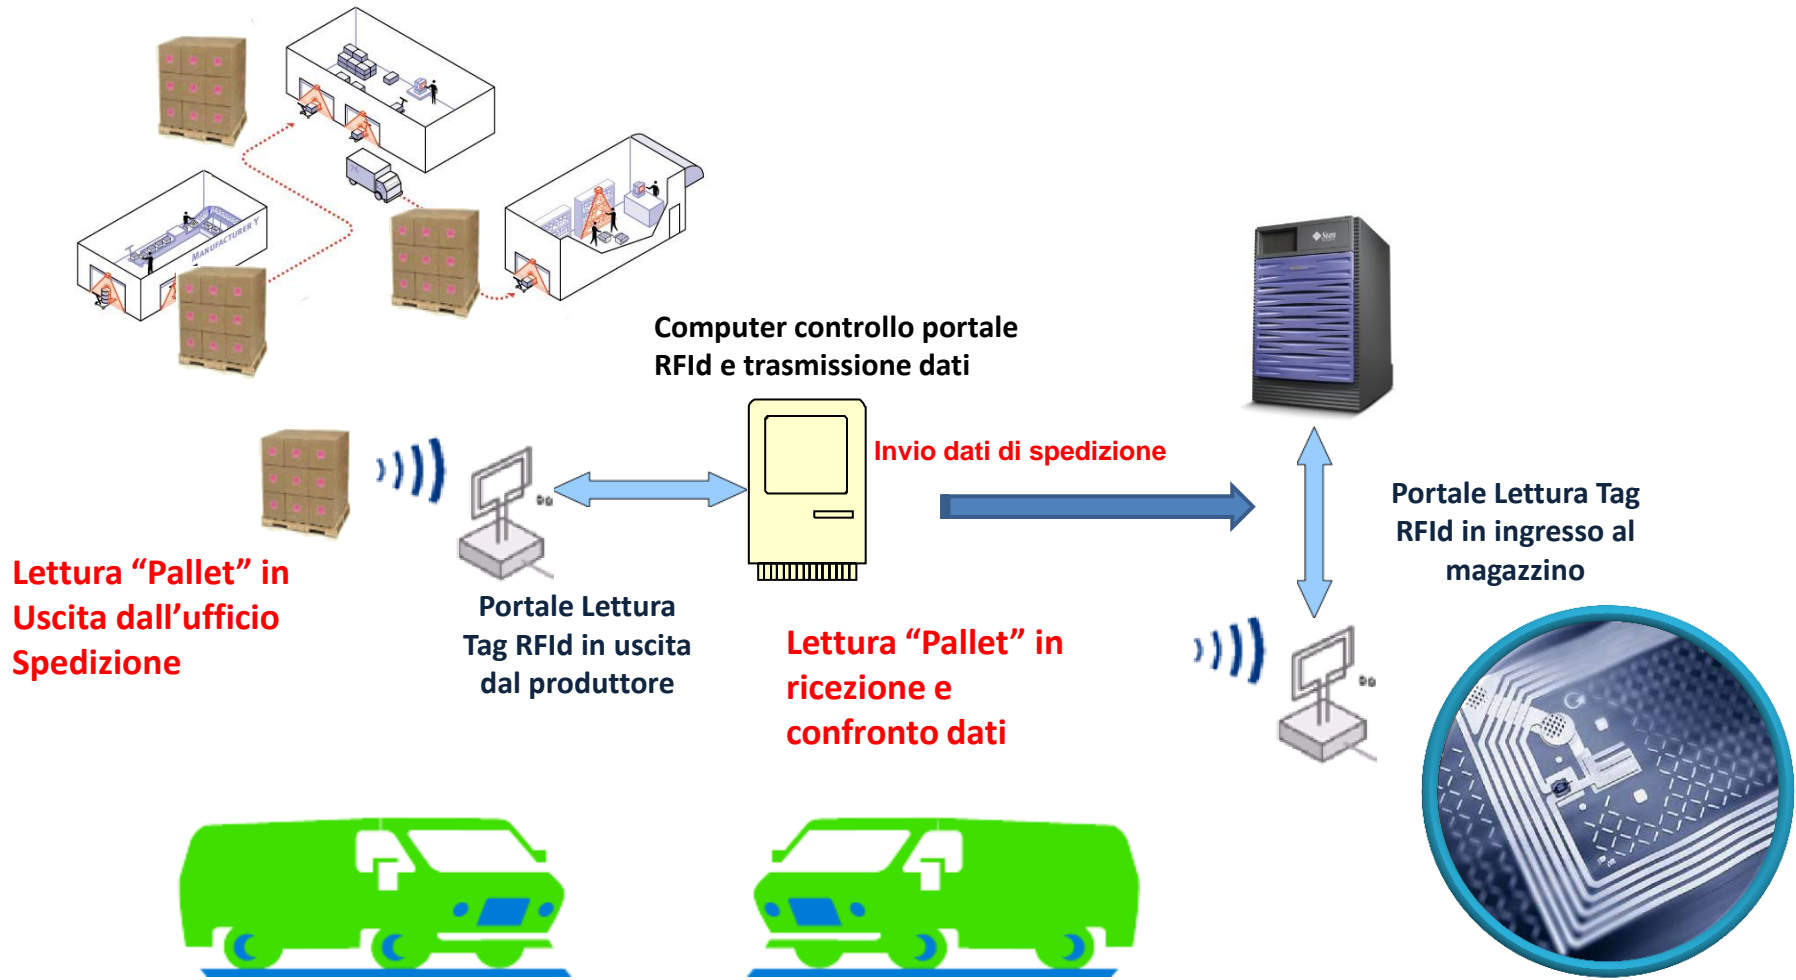 MANUFACTURER Y
Computer controllo portale
RFId e trasmissione dati
Sun
Invio dati di spedizione
Portale Lettura Tag
RFId in ingresso al
magazzino
Lettura “Pallet” in
Uscita dall’ufficio
Spedizione
Portale Lettura
Tag RFId in uscita
dal produttore
Lettura “Pallet” in
ricezione e
confronto dati